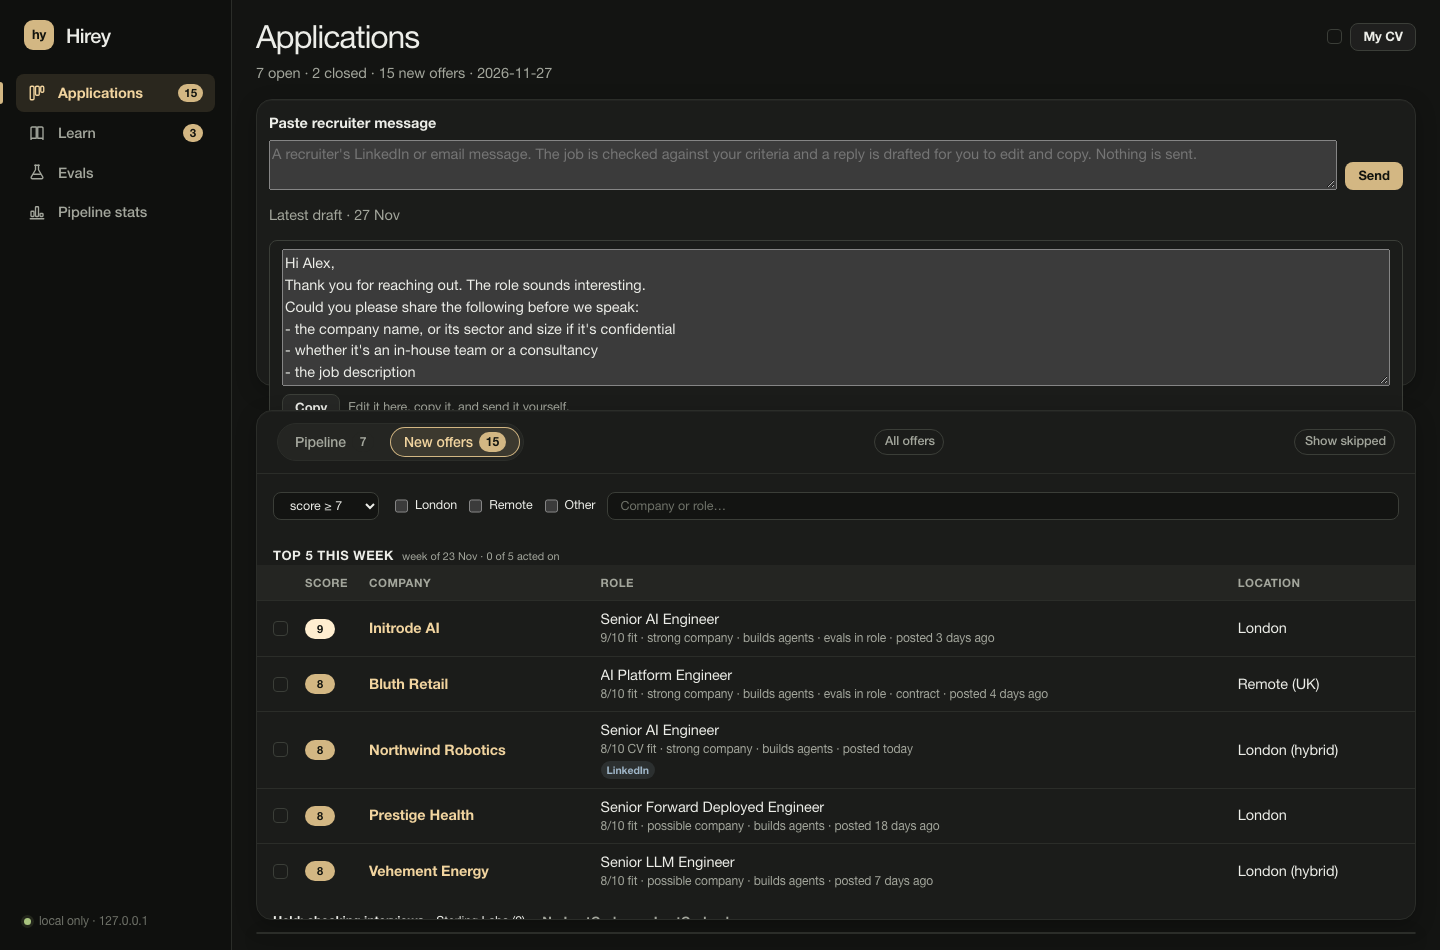 hy Hirey
Applications 15
Learn 3
Evals
Pipeline stats
local only · 127.0.0.1
Applications
7 open · 2 closed · 15 new offers · 2026-11-27
My CV
Paste recruiter message
A recruiter's LinkedIn or email message. The job is checked against your criteria and a reply is drafted for you to edit and copy. Nothing is sent.
Send
Latest draft · 27 Nov
Hi Alex,
Thank you for reaching out. The role sounds interesting.
Could you please share the following before we speak:
- the company name, or its sector and size if it's confidential
- whether it's an in-house team or a consultancy
- the job description
Copy Edit it here, copy it, and send it yourself.
Pipeline 7 New offers 15 All offers Show skipped
score ≥ 7 London Remote Other Company or role…
TOP 5 THIS WEEK week of 23 Nov · 0 of 5 acted on
SCORE COMPANY ROLE LOCATION
9 Initrode AI Senior AI Engineer London
9/10 fit · strong company · builds agents · evals in role · posted 3 days ago
8 Bluth Retail AI Platform Engineer Remote (UK)
8/10 fit · strong company · builds agents · evals in role · contract · posted 4 days ago
8 Northwind Robotics Senior AI Engineer London (hybrid)
8/10 CV fit · strong company · builds agents · posted today
LinkedIn
8 Prestige Health Senior Forward Deployed Engineer London
8/10 fit · possible company · builds agents · posted 18 days ago
8 Vehement Energy Senior LLM Engineer London (hybrid)
8/10 fit · possible company · builds agents · posted 7 days ago